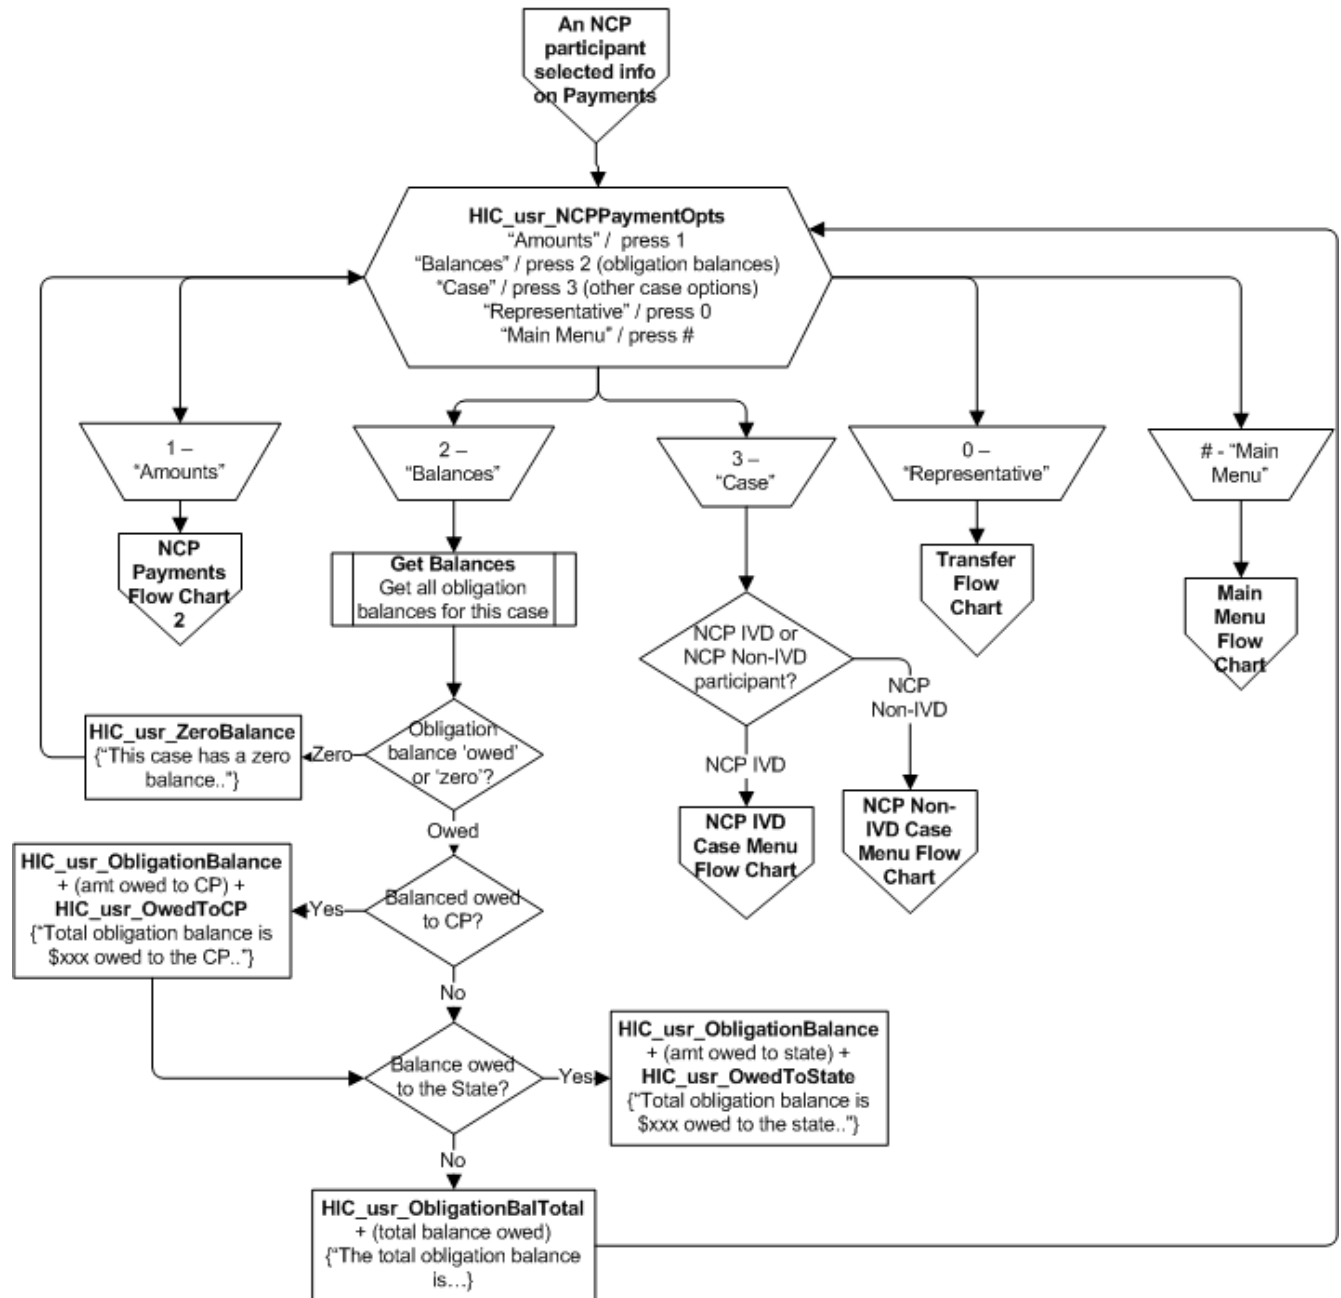 An NCP
participant
selected info
on Payments
HIC_usr_NCPPaymentOpts
“Amounts” / press 1
“Balances” / press 2 (obligation balances)
“Case” / press 3 (other case options)
“Representative” / press 0
“Main Menu” / press #
1 –
“Amounts”
2 –
“Balances”
3 –
“Case”
0 –
“Representative”
# - “Main
Menu”
NCP
Payments
Flow Chart
2
Get Balances
Get all obligation
balances for this case
Transfer
Flow
Chart
Main
Menu
Flow
Chart
NCP IVD or
NCP Non-IVD
participant?
NCP
Non-IVD
NCP IVD
NCP IVD
Case Menu
Flow Chart
NCP Non-
IVD Case
Menu Flow
Chart
Obligation
balance ‘owed’
or ‘zero’?
Zero
HIC_usr_ZeroBalance
{“This case has a zero
balance..”}
Owed
Balanced owed
to CP?
Yes
HIC_usr_ObligationBalance
+ (amt owed to CP) +
HIC_usr_OwedToCP
{“Total obligation balance is
$xxx owed to the CP..”}
No
Balance owed
to the State?
Yes
HIC_usr_ObligationBalance
+ (amt owed to state) +
HIC_usr_OwedToState
{“Total obligation balance is
$xxx owed to the state..”}
No
HIC_usr_ObligationBalTotal
+ (total balance owed)
{“The total obligation balance
is…}